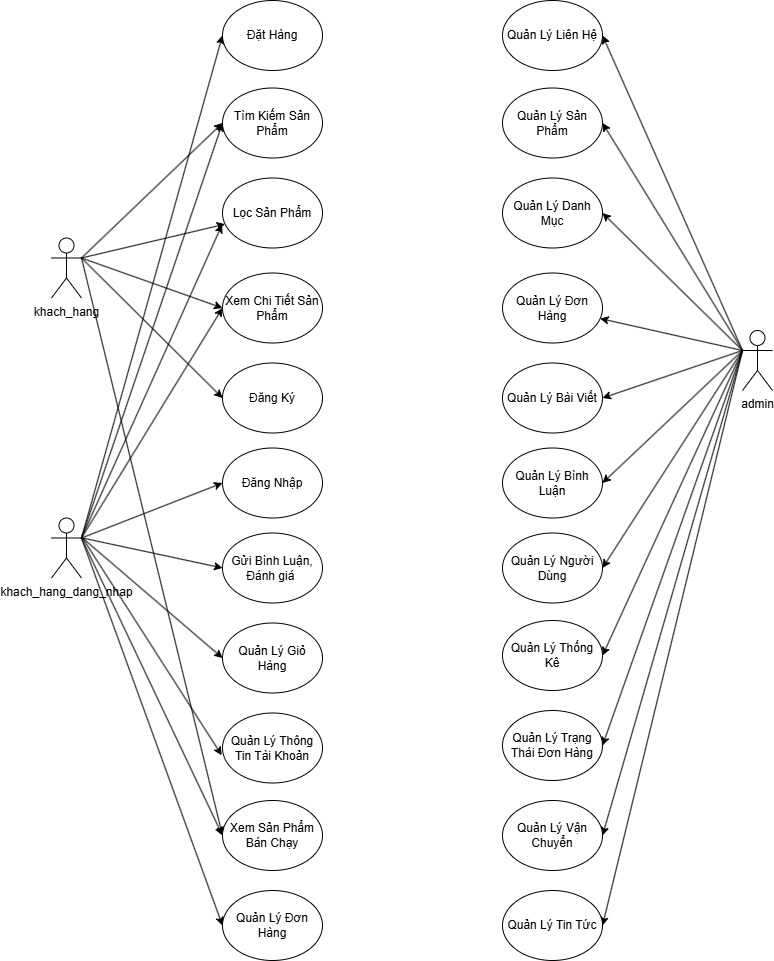 Đặt Hàng
Tìm Kiếm Sản
Phẩm
Lọc Sản Phẩm
Xem Chi Tiết Sản
Phẩm
Đăng Ký
Đăng Nhập
Gửi Bình Luận,
Đánh giá
Quản Lý Giỏ
Hàng
Quản Lý Thông
Tin Tài Khoản
Xem Sản Phẩm
Bán Chạy
Quản Lý Đơn
Hàng
khach_hang
khach_hang_dang_nhap
Quản Lý Liên Hệ
Quản Lý Sản
Phẩm
Quản Lý Danh
Mục
Quản Lý Đơn
Hàng
Quản Lý Bài Viết
Quản Lý Bình
Luận
Quản Lý Người
Dùng
Quản Lý Thống
Kê
Quản Lý Trạng
Thái Đơn Hàng
Quản Lý Vận
Chuyển
Quản Lý Tin Tức
admin